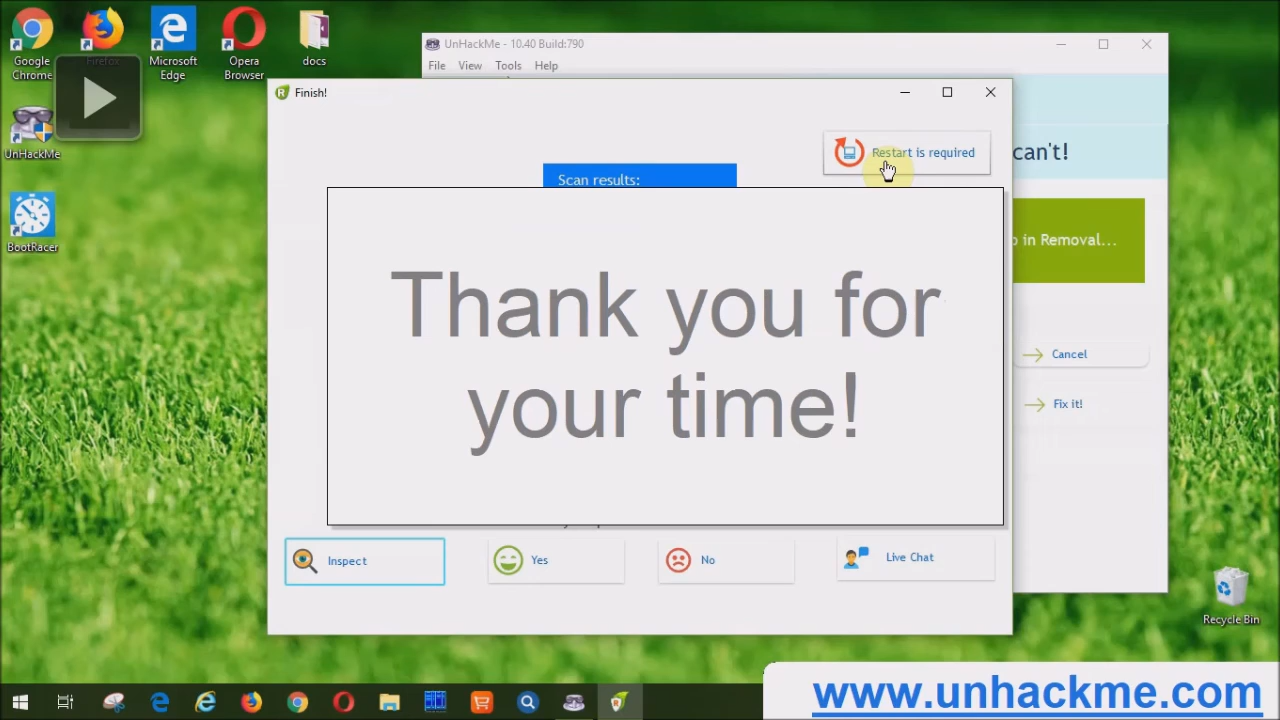 Google
Chrome
Firefox
Microsoft
Edge
Opera
Browser
docs
UnHackMe
BootRacer
UnHackMe - 10.40 Build:790
File View Tools Help
Finish!
Restart is required
can't!
Scan results:
in Removal...
Thank you for
your time!
Cancel
Fix it!
Inspect
Yes
No
Live Chat
Recycle Bin
www.unhackme.com